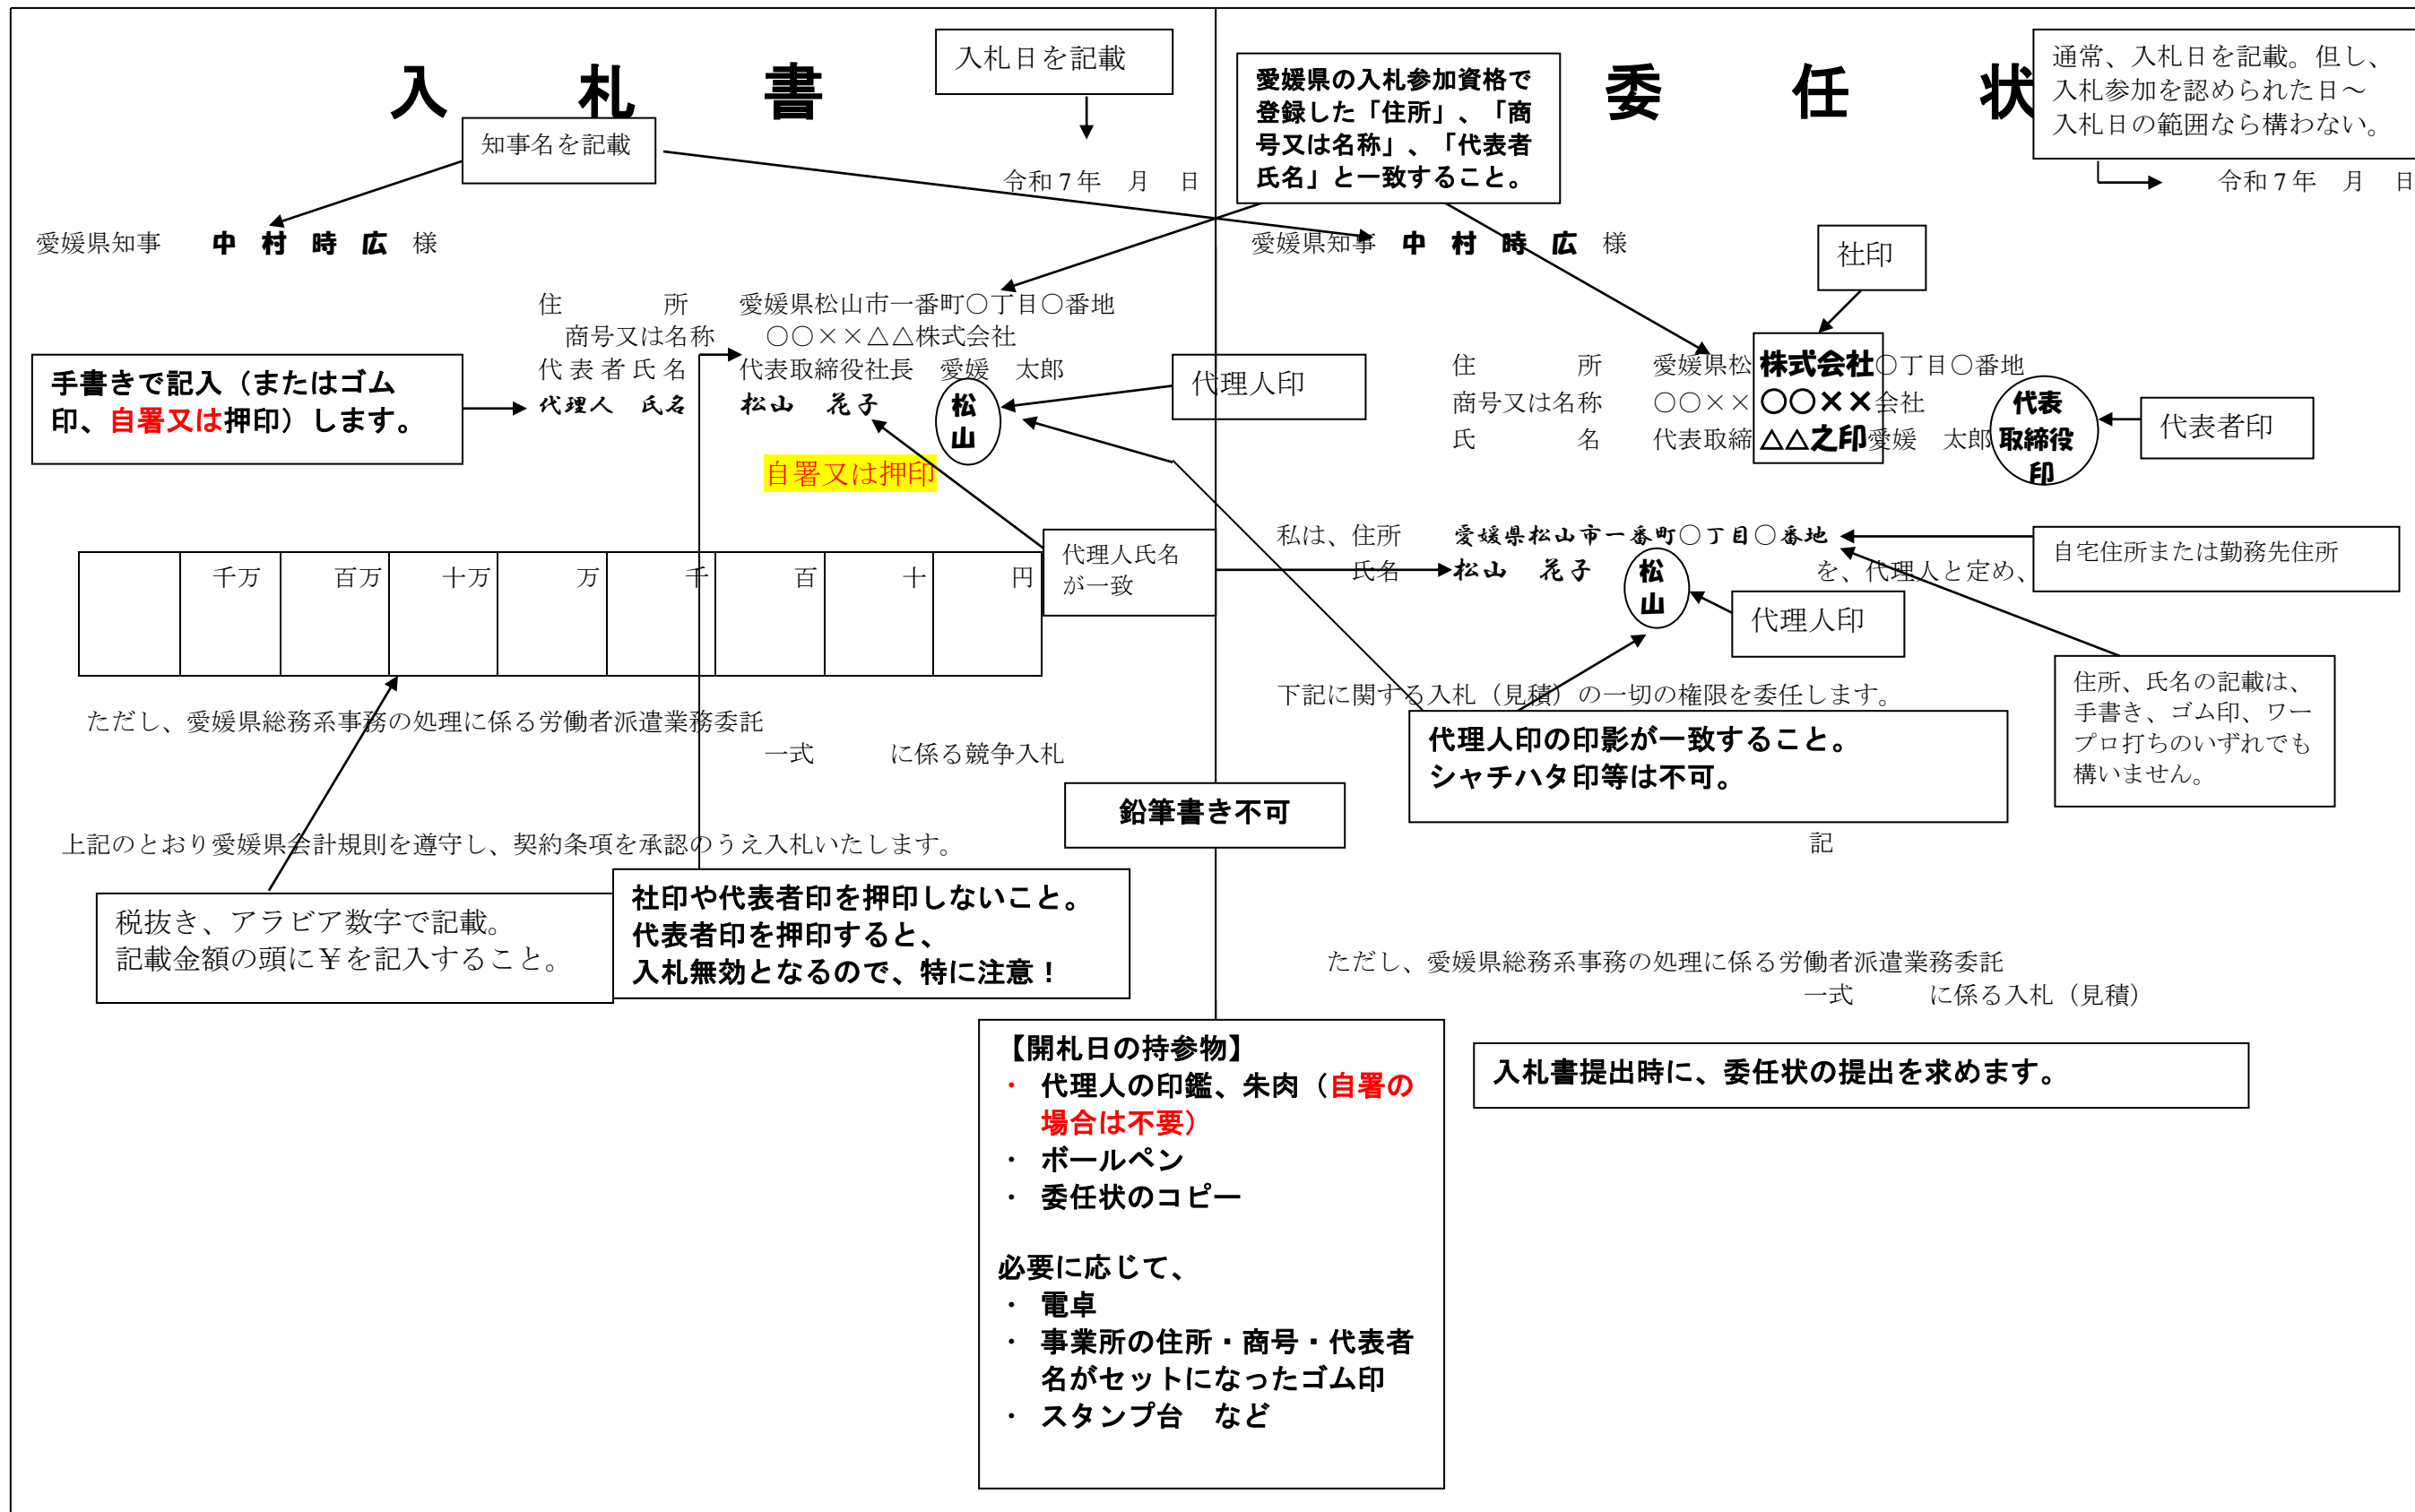 入　札　書
入札日を記載
知事名を記載
令和７年　月　日
愛媛県知事　中　村　時　広　様
住　所　愛媛県松山市一番町○丁目○番地
商号又は名称　○○××△△株式会社
代表者氏名　代表取締役社長　愛媛　太郎
代理人　氏名　松山　花子
松
山
代理人印
手書きで記入（またはゴム
印、自署又は押印）します。
自署又は押印
代理人氏名
が一致
千万　百万　十万　万　千　百　十　円
ただし、愛媛県総務系事務の処理に係る労働者派遣業務委託
一式　に係る競争入札
上記のとおり愛媛県会計規則を遵守し、契約条項を承認のうえ入札いたします。
税抜き、アラビア数字で記載。
記載金額の頭に￥を記入すること。
社印や代表者印を押印しないこと。
代表者印を押印すると、
入札無効となるので、特に注意！
鉛筆書き不可
【開札日の持参物】
・ 代理人の印鑑、朱肉（自署の
場合は不要）
・ ボールペン
・ 委任状のコピー
必要に応じて、
・ 電卓
・ 事業所の住所・商号・代表者
名がセットになったゴム印
・ スタンプ台　など
委　任　状
愛媛県の入札参加資格で
登録した「住所」、「商
号又は名称」、「代表者
氏名」と一致すること。
通常、入札日を記載。但し、
入札参加を認められた日～
入札日の範囲なら構わない。
令和７年　月　日
愛媛県知事　中　村　時　広　様
社印
住　所　愛媛県松 株式会社○丁目○番地
商号又は名称　○○×× ○○××会社
氏　名　代表取締 △△之印愛媛　太郎
代表
取締役
印
代表者印
私は、住所　愛媛県松山市一番町○丁目○番地
氏名　松山　花子
松
山
を、代理人と定め、
自宅住所または勤務先住所
代理人印
下記に関する入札（見積）の一切の権限を委任します。
住所、氏名の記載は、
手書き、ゴム印、ワー
プロ打ちのいずれでも
構いません。
代理人印の印影が一致すること。
シャチハタ印等は不可。
記
ただし、愛媛県総務系事務の処理に係る労働者派遣業務委託
一式　に係る入札（見積）
入札書提出時に、委任状の提出を求めます。